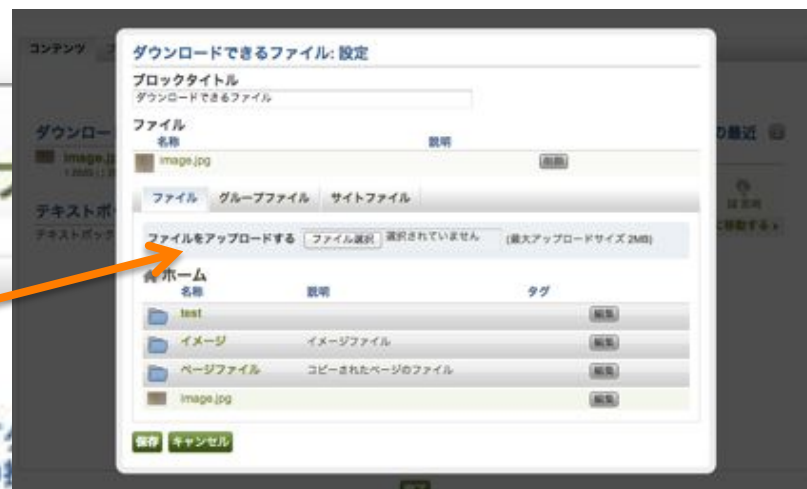 コンテンツ
ダウンロードできるファイル: 設定
ブロックタイトル
ダウンロードできるファイル
ファイル
名称 説明
image.jpg 削除
ファイル グループファイル サイトファイル
ファイルをアップロードする ファイル選択 選択されていません (最大アップロードサイズ 2MB)
ホーム
名称 説明 タグ
test 編集
イメージ イメージファイル 編集
ページファイル コピーされたページのファイル 編集
image.jpg 編集
保存 キャンセル
ダウンロー
image.jp
テキストボ
テキストボック
の最近
に移動する